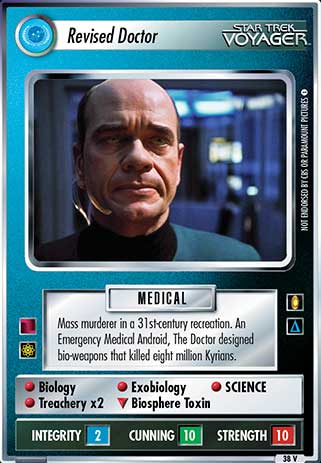 Revised Doctor
STAR TREK
VOYAGER
NOT ENDORSED BY CBS OR PARAMOUNT PICTURES
MEDICAL
Mass murderer in a 31st-century recreation. An
Emergency Medical Android, The Doctor designed
bio-weapons that killed eight million Kyrians.
Biology
Exobiology
SCIENCE
Treachery x2
Biosphere Toxin
INTEGRITY 2 CUNNING 10 STRENGTH 10
38 V